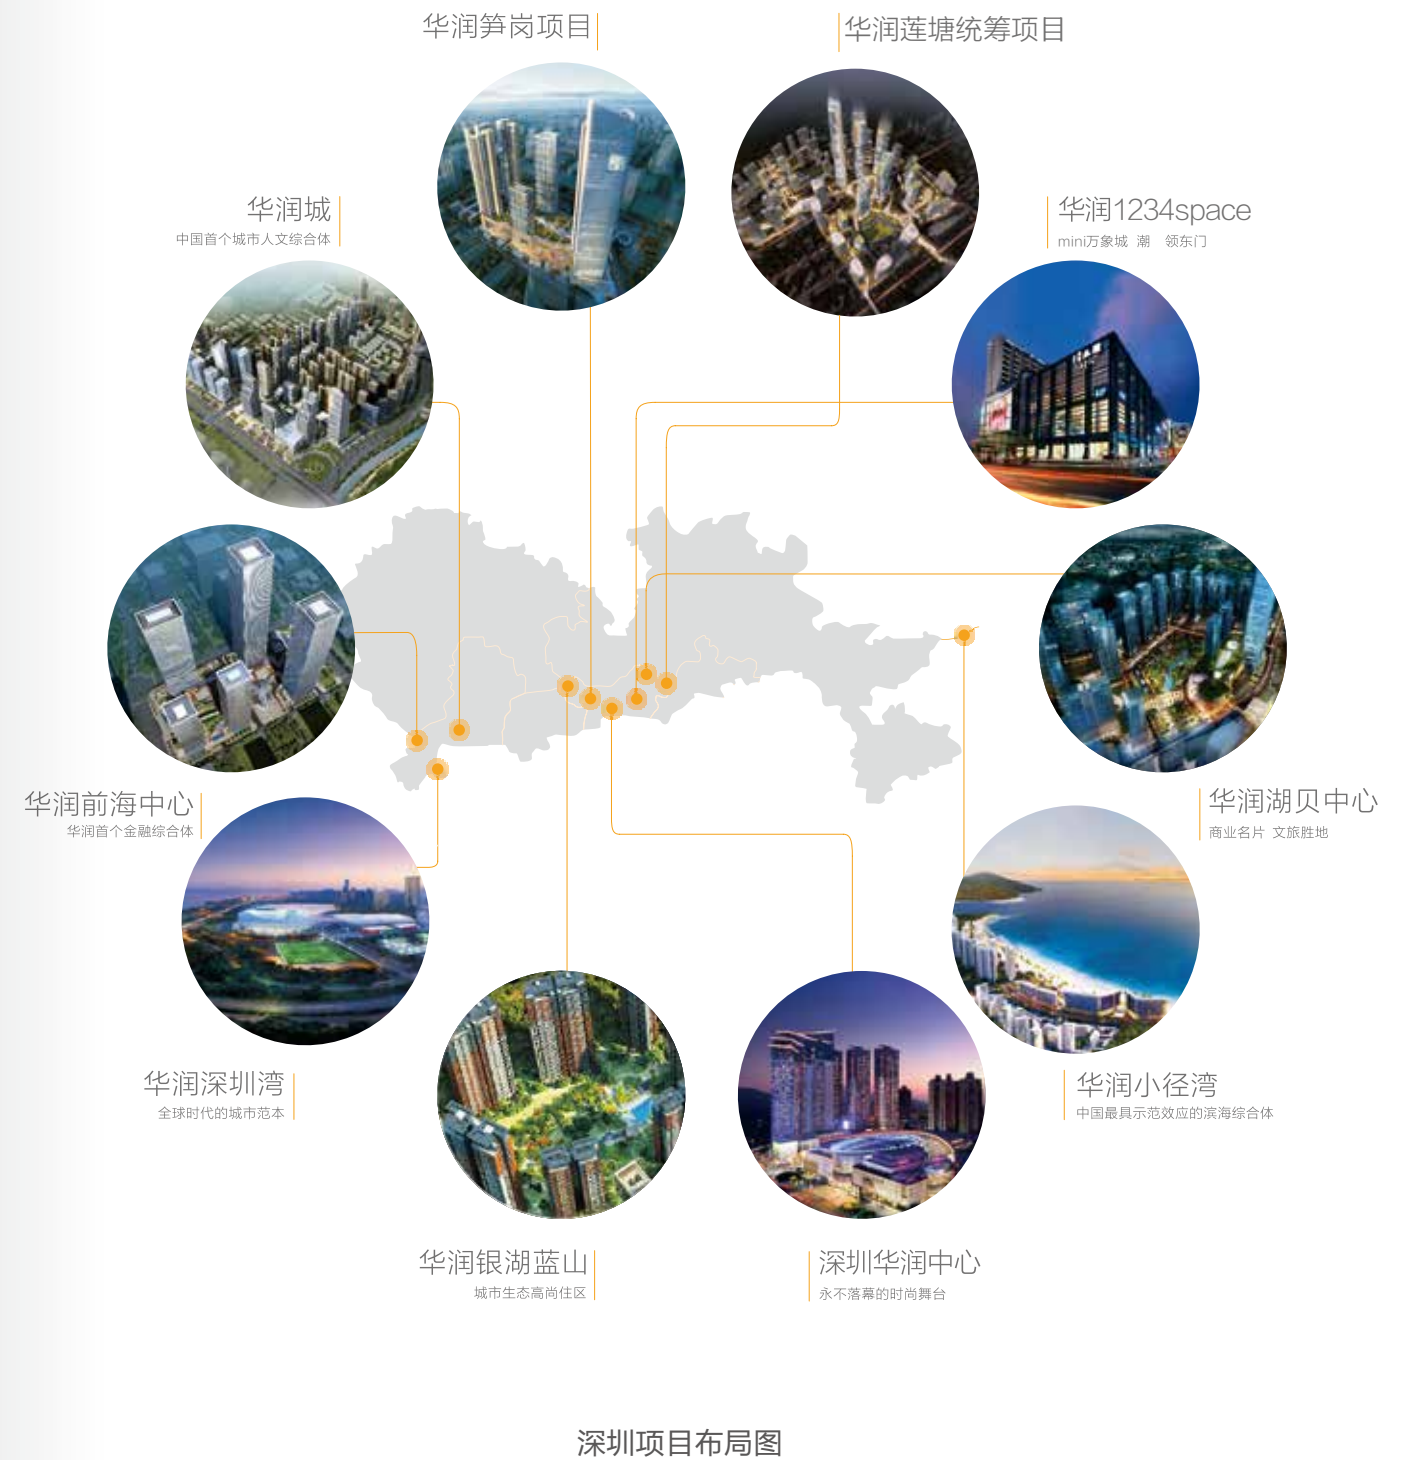 华润笋岗项目
华润莲塘统筹项目
华润城
中国首个城市人文综合体
华润1234space
mini万象城 潮 领东门
华润前海中心
华润首个金融综合体
华润湖贝中心
商业名片 文旅胜地
华润深圳湾
全球时代的城市范本
华润小径湾
中国最具示范效应的滨海综合体
华润银湖蓝山
城市生态高尚住区
深圳华润中心
永不落幕的时尚舞台
深圳项目布局图